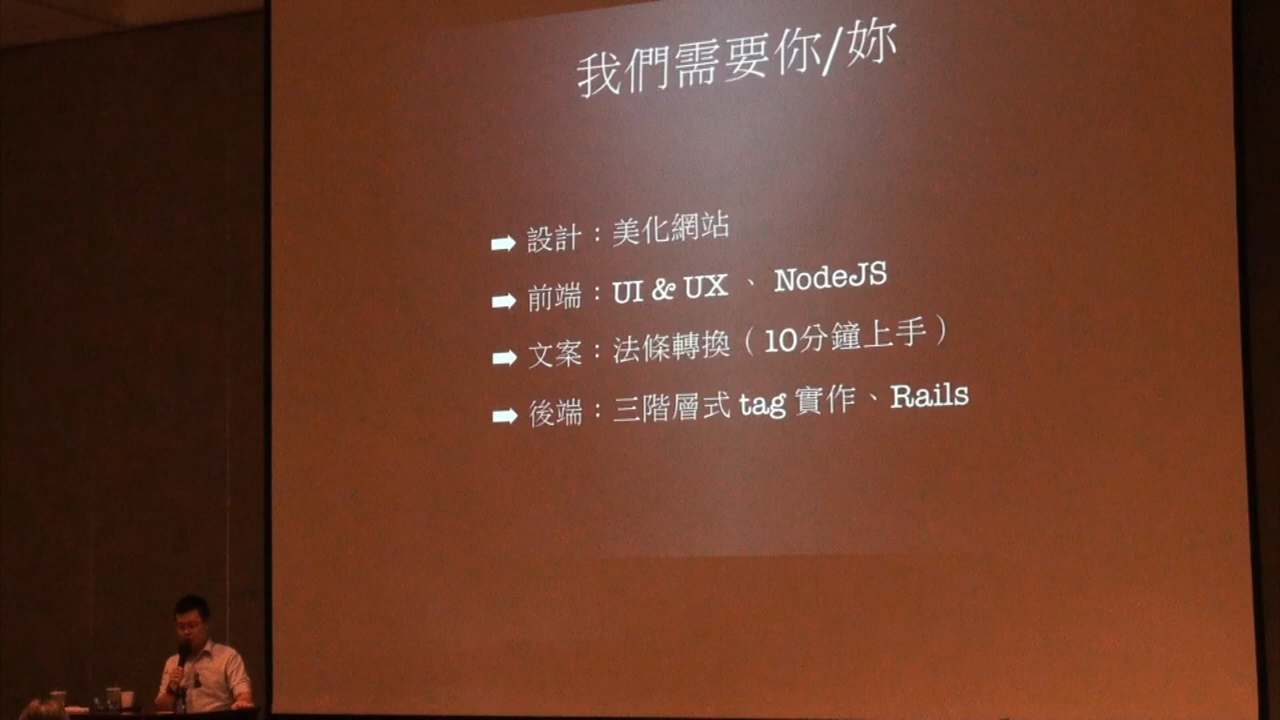 我們需要你/妳
➡ 設計：美化網站
➡ 前端：UI & UX 、 NodeJS
➡ 文案：法條轉換（10分鐘上手）
➡ 後端：三階層式 tag 實作、Rails